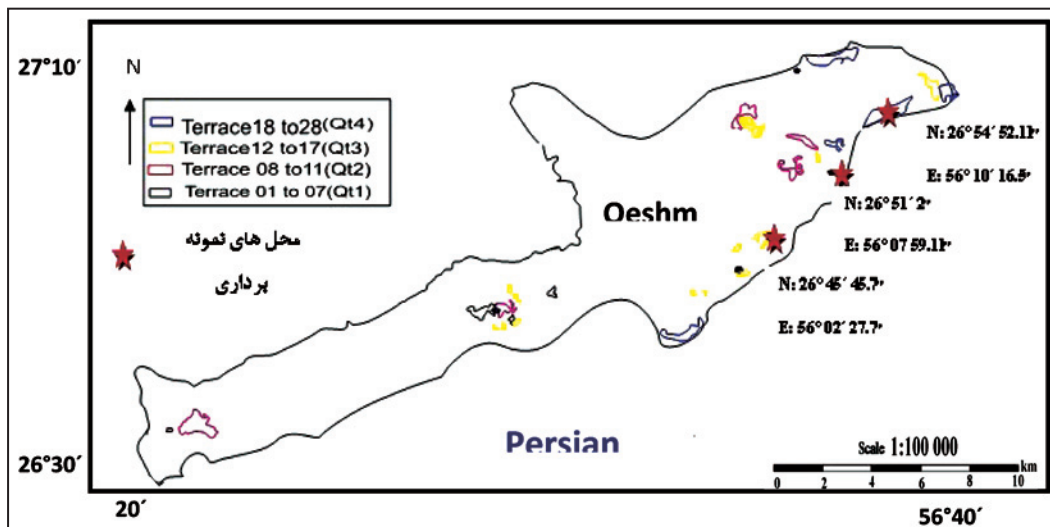 27°10´
N
Terrace18 to28(Qt4)
Terrace12 to17(Qt3)
Terrace 08 to11(Qt2)
Terrace 01 to 07(Qt1)
محل های نمونه
برداری
Oeshm
N: 26°54´52.11"
E: 56°10´16.5"
N: 26°51´2"
E: 56°0759.11"
N: 26°45´45.7"
E: 56°02´27.7"
Persian
Scale 1:100 000
km
0 2 4 6 8 10
26°30´
20´
56°40´